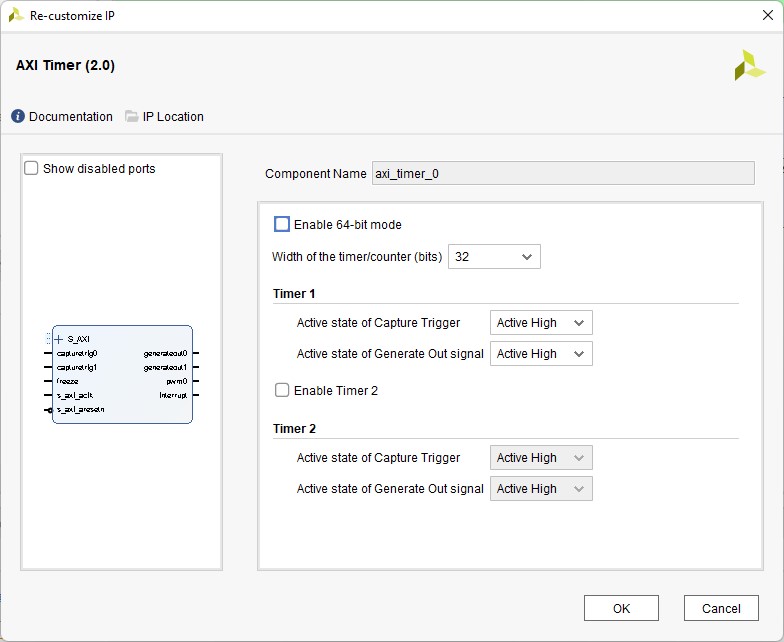 Re-customize IP
AXI Timer (2.0)
Documentation IP Location
Show disabled ports
Component Name axi_timer_0
Enable 64-bit mode
Width of the timer/counter (bits) 32
Timer 1
Active state of Capture Trigger Active High
Active state of Generate Out signal Active High
Enable Timer 2
Timer 2
Active state of Capture Trigger Active High
Active state of Generate Out signal Active High
S_AXI
capturetrig0 generateout0
capturetrig1 generateout1
freeze pwm0
s_axi_aclk interrupt
s_axi_aresetn
OK Cancel